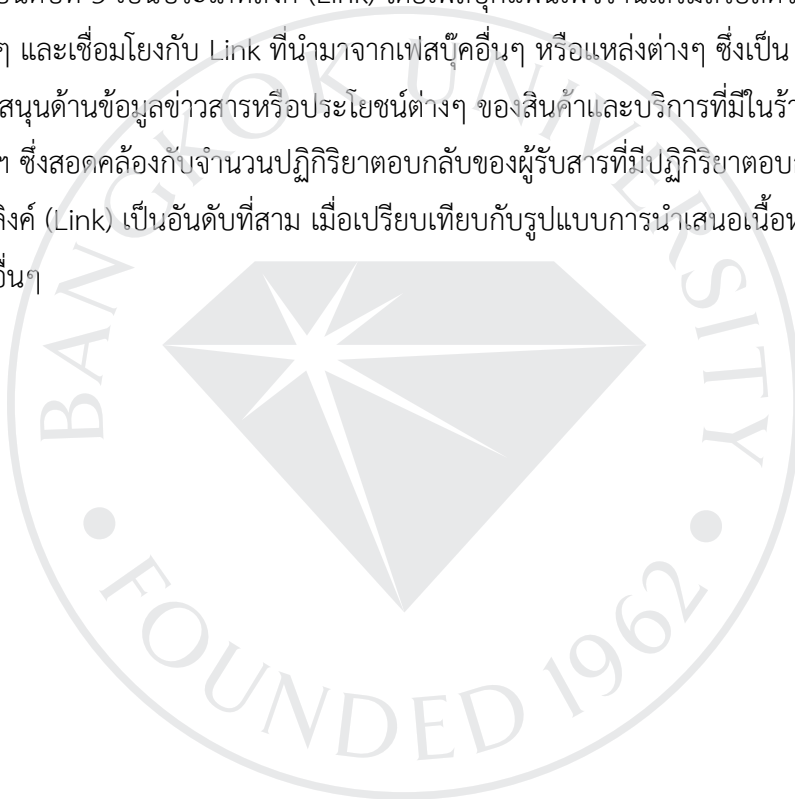 และเชื่อมโยงกับ Link ที่นำมาจากเฟสบุ๊คอื่นๆ หรือแหล่งต่างๆ ซึ่งเป็น
สนุนด้านข้อมูลข่าวสารหรือประโยชน์ต่างๆ ของสินค้าและบริการที่มีในร้า
ฯ ซึ่งสอดคล้องกับจำนวนปฏิกิริยาตอบกลับของผู้รับสารที่มีปฏิกิริยาตอบ
ลิงค์ (Link) เป็นอันดับที่สาม เมื่อเปรียบเทียบกับรูปแบบการนำเสนอเนื้อห
อื่นๆ
BANGKOK UNIVERSITY
FOUNDED 1962